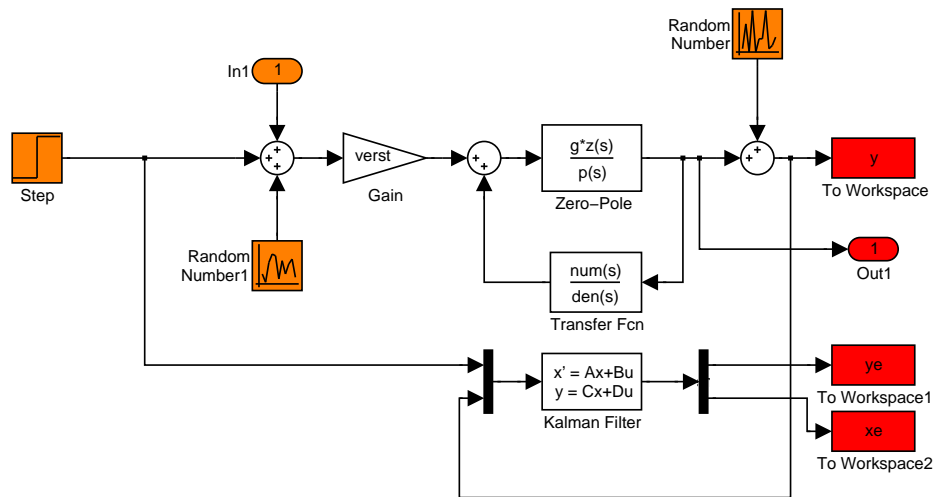 Random
Number
In1
1
g*z(s)
p(s)
verst
+
+
+
+
+
+
+
y
Step
Gain
Zero−Pole
To Workspace
Random
Number1
num(s)
den(s)
1
Out1
Transfer Fcn
x' = Ax+Bu
y = Cx+Du
ye
Kalman Filter
To Workspace1
xe
To Workspace2